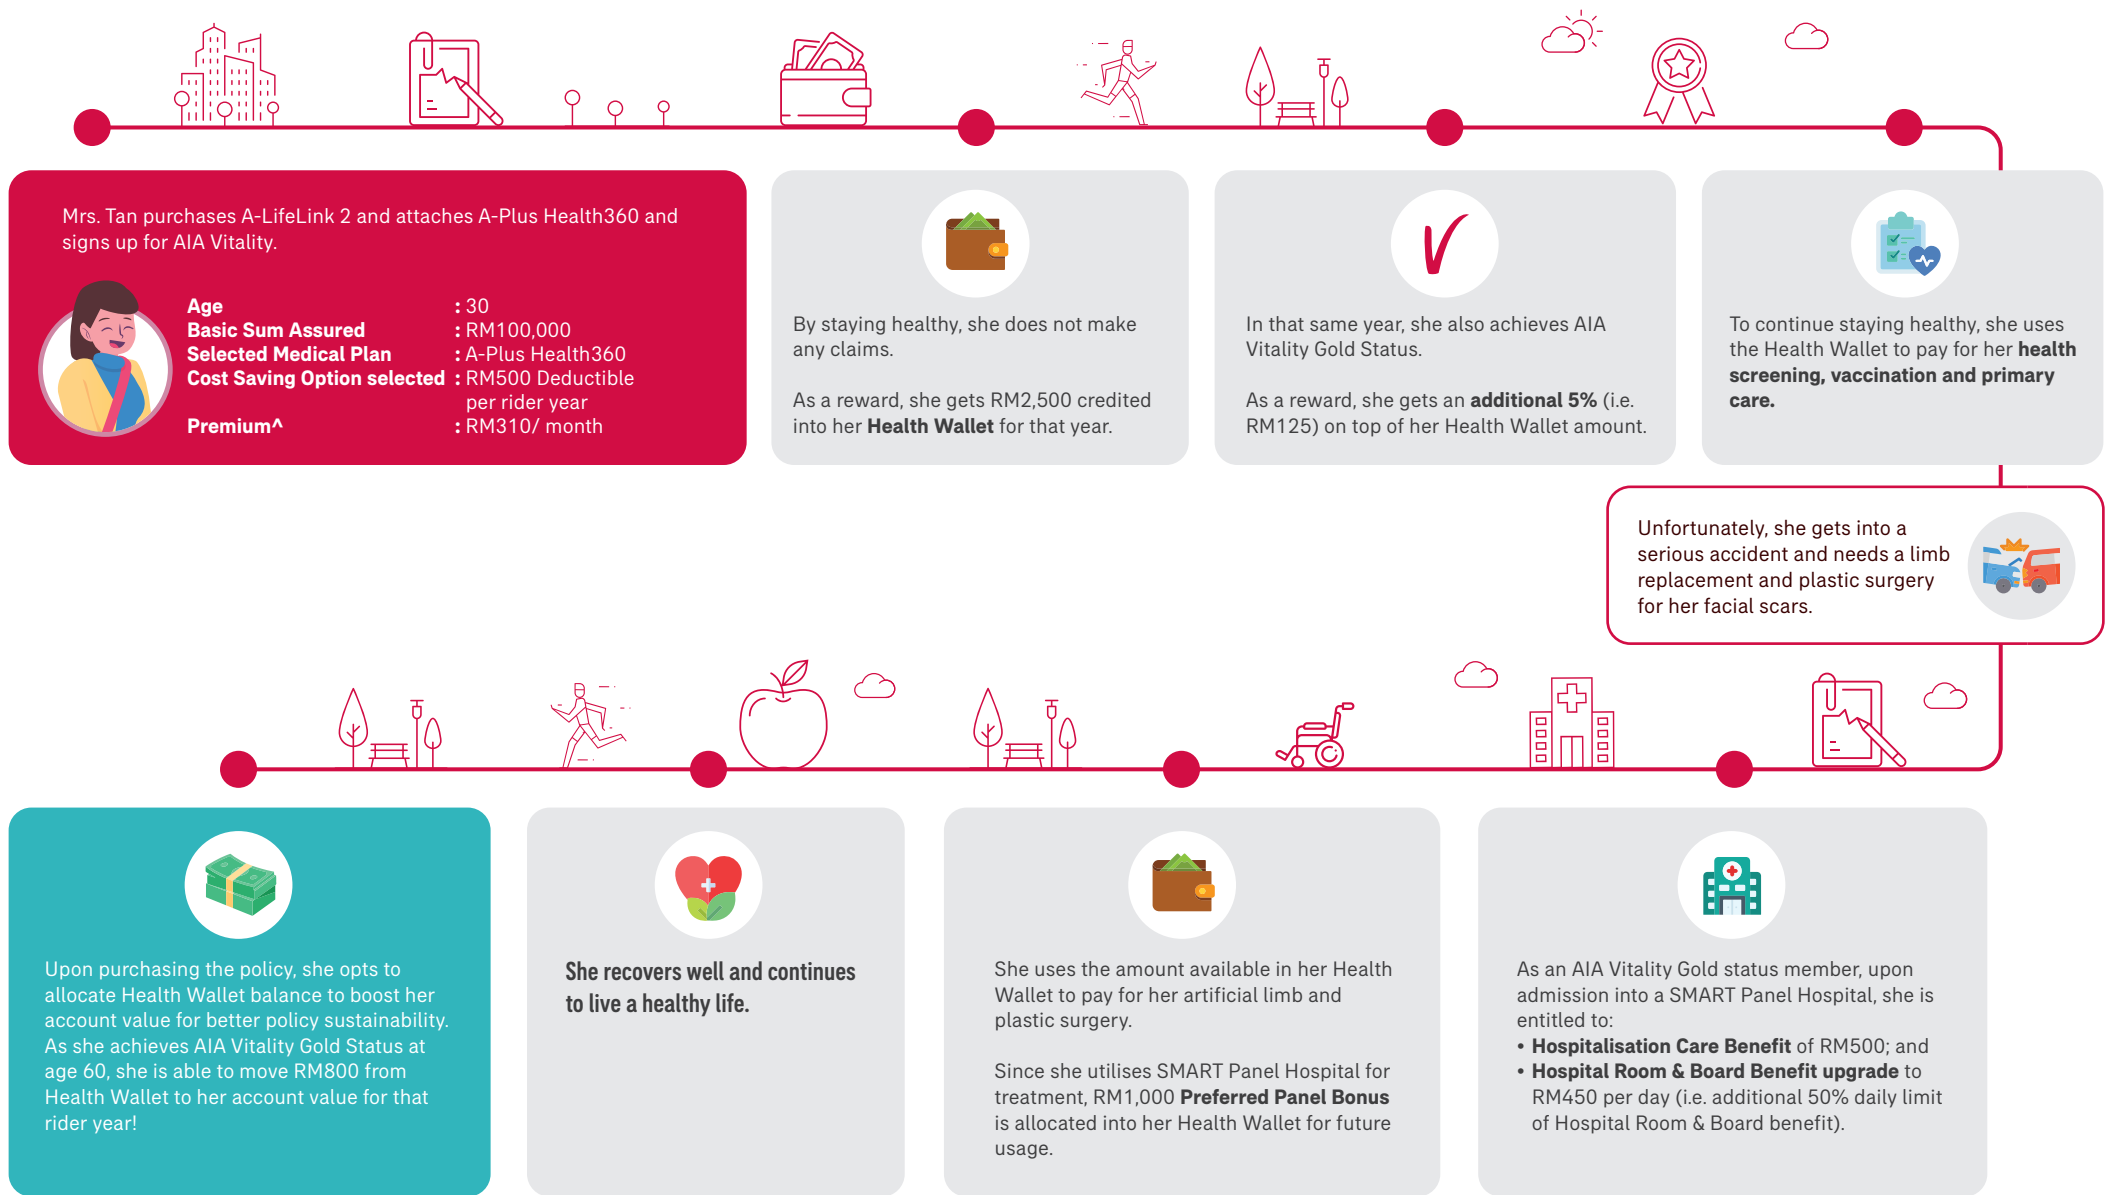 Mrs. Tan purchases A-LifeLink 2 and attaches A-Plus Health360 and
signs up for AIA Vitality.
Age : 30
Basic Sum Assured : RM100,000
Selected Medical Plan : A-Plus Health360
Cost Saving Option selected : RM500 Deductible
per rider year
Premium^ : RM310/ month
By staying healthy, she does not make
any claims.
As a reward, she gets RM2,500 credited
into her Health Wallet for that year.
In that same year, she also achieves AIA
Vitality Gold Status.
As a reward, she gets an additional 5% (i.e.
RM125) on top of her Health Wallet amount.
To continue staying healthy, she uses
the Health Wallet to pay for her health
screening, vaccination and primary
care.
Unfortunately, she gets into a
serious accident and needs a limb
replacement and plastic surgery
for her facial scars.
As an AIA Vitality Gold status member, upon
admission into a SMART Panel Hospital, she is
entitled to:
• Hospitalisation Care Benefit of RM500; and
• Hospital Room & Board Benefit upgrade to
RM450 per day (i.e. additional 50% daily limit
of Hospital Room & Board benefit).
She uses the amount available in her Health
Wallet to pay for her artificial limb and
plastic surgery.
Since she utilises SMART Panel Hospital for
treatment, RM1,000 Preferred Panel Bonus
is allocated into her Health Wallet for future
usage.
She recovers well and continues
to live a healthy life.
Upon purchasing the policy, she opts to
allocate Health Wallet balance to boost her
account value for better policy sustainability.
As she achieves AIA Vitality Gold Status at
age 60, she is able to move RM800 from
Health Wallet to her account value for that
rider year!